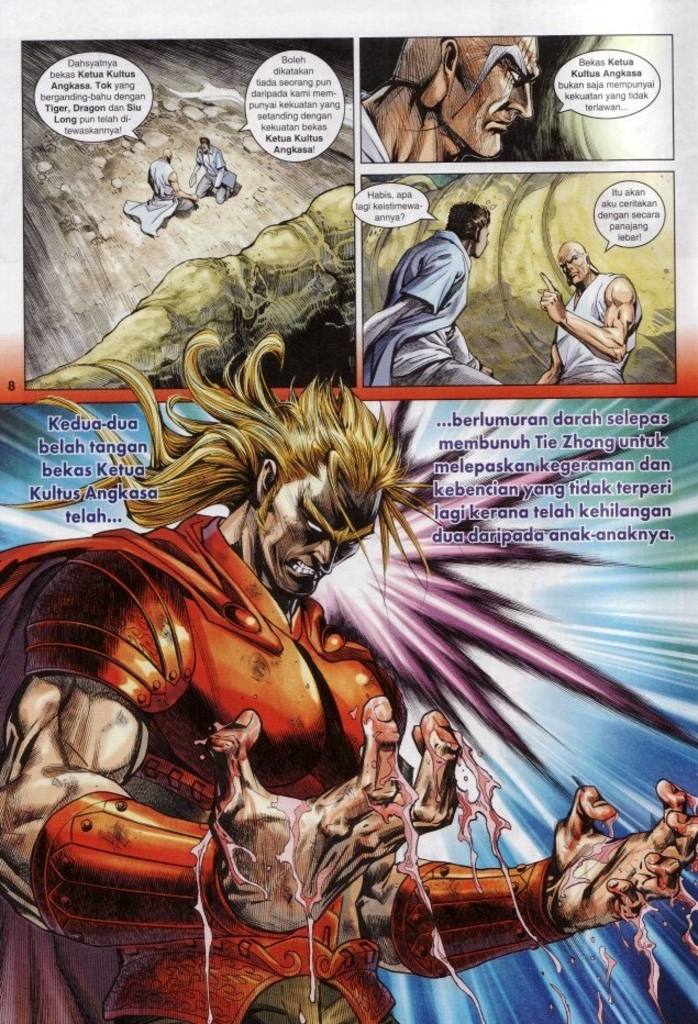 Dahsyatnya
bekas Ketua Kultus
Angkasa. Tok yang
berganding-bahu dengan
Tiger, Dragon dan Siu
Long pun telah di-
tewaskannya!
Boleh
dikatakan
tiada seorang pun
daripada kami mem-
punyai kekuatan yang
setanding dengan
kekuatan bekas
Ketua Kultus
Angkasa!
Bekas Ketua
Kultus Angkasa
bukan saja mempunyai
kekuatan yang tidak
terlawan...
Habis, apa
lagi keistimewa-
annya?
Itu akan
aku ceritakan
dengan secara
panajang
lebar!
8
Kedua-dua
belah tangan
bekas Ketua
Kultus Angkasa
telah...
...berlumuran darah selepas
membunuh Tie Zhong untuk
melepaskan kegeraman dan
kebencian yang tidak terperi
lagi kerana telah kehilangan
dua daripada anak-anaknya.